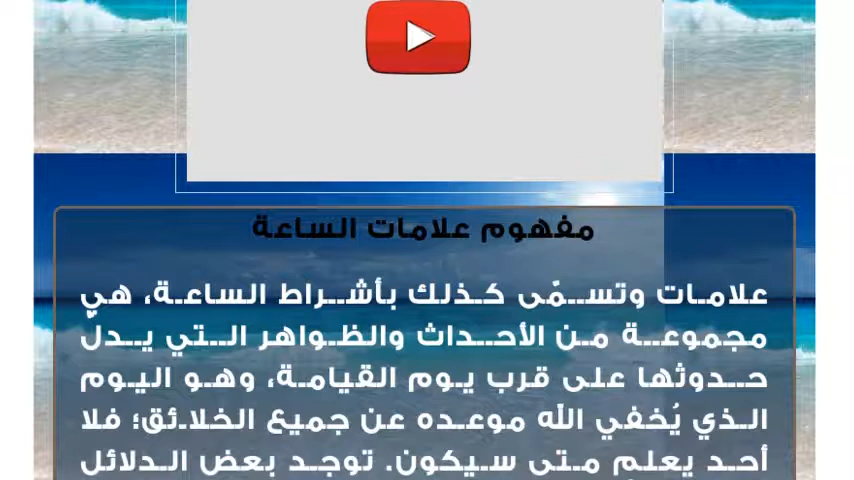 مفهوم علامات الساعة
علامات وتسمّى كذلك بأشراط الساعة، هي
مجموعة من الأحداث والظواهر التي يدلّ
حدوثها على قرب يوم القيامة، وهو اليوم
الذي يُخفي الله موعده عن جميع الخلائق؛ فلا
أحد يعلم متى سيكون. توجد بعض الدلائل